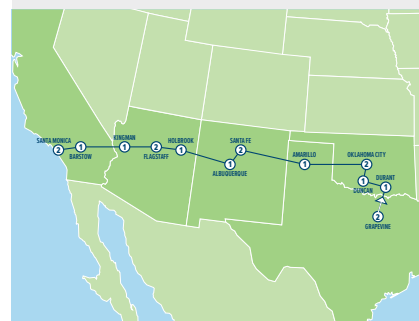 SANTA MONICA
2
1
BARSTOW
KINGMAN
1
2
FLAGSTAFF
HOLBROOK
1
SANTA FE
2
1
ALBUQUERQUE
AMARILLO
1
OKLAHOMA CITY
2
1
DUNCAN
DURANT
1
2
GRAPEVINE